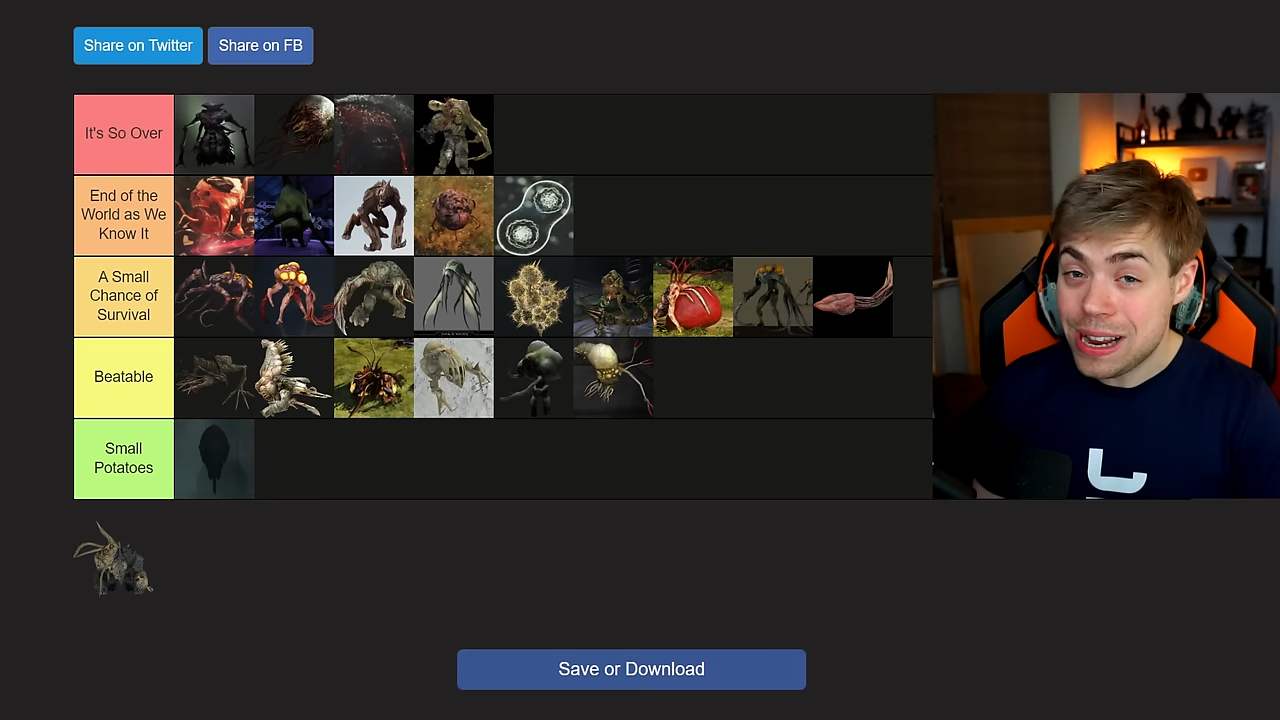 Share on Twitter
Share on FB
It's So Over
End of the
World as We
Know It
A Small
Chance of
Survival
Beatable
Small
Potatoes
Save or Download